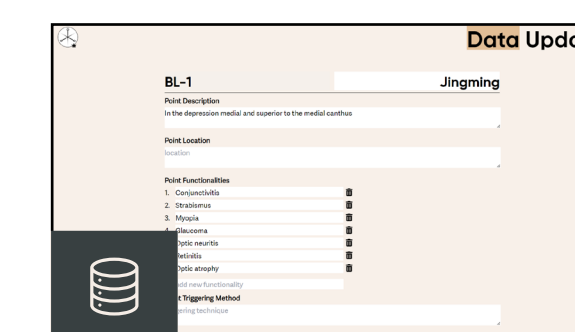 Data Upda
BL-1
Jingming
Point Description
In the depression medial and superior to the medial canthus
Point Location
location
Point Functionalities
1. Conjunctivitis
2. Strabismus
3. Myopia
4. Glaucoma
Optic neuritis
Retinitis
Optic atrophy
add new functionality
t Triggering Method
ering technique